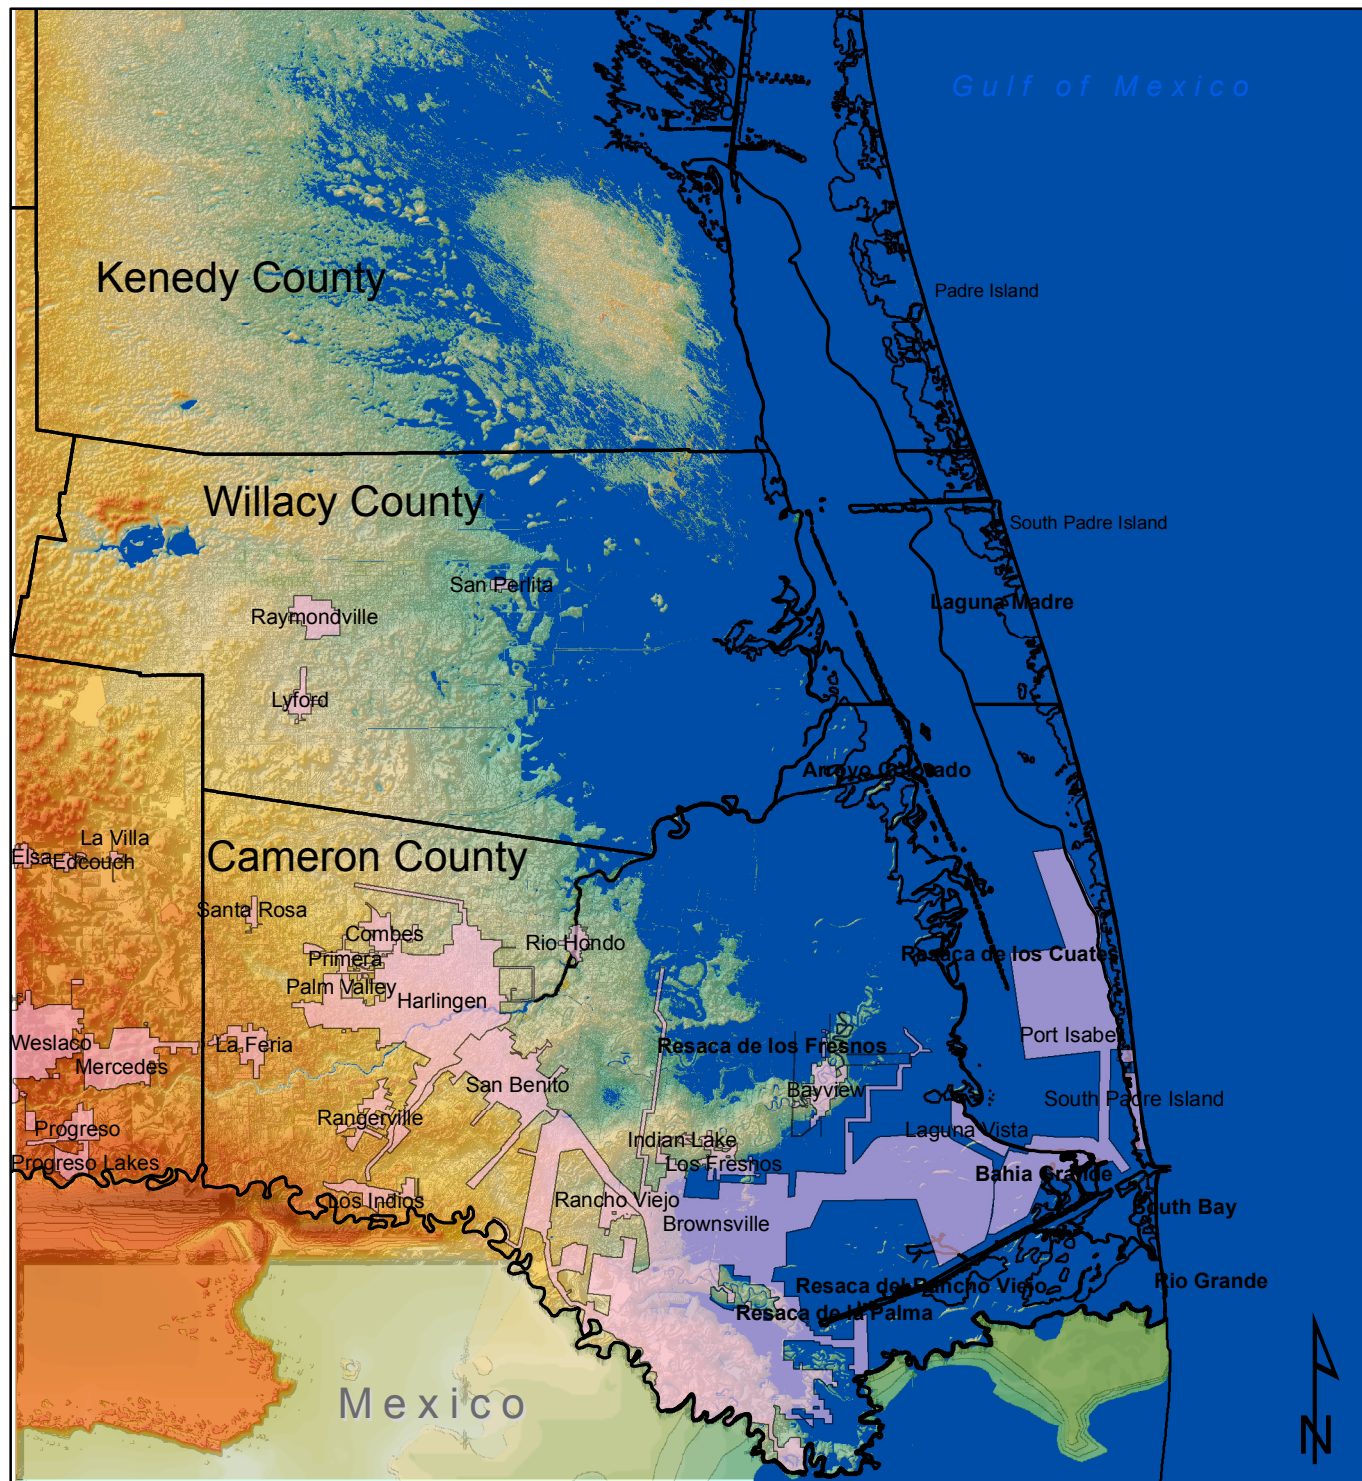 Gulf of Mexico
Kenedy County
Padre Island
Willacy County
South Padre Island
San Perlita
Laguna Madre
Raymondville
Lyford
Arroyo Colorado
La Villa
Elsa
Edcouch
Cameron County
Santa Rosa
Combes
Rio Hondo
Primera
Resaca de los Cuates
Palm Valley
Harlingen
Port Isabel
Weslaco
La Feria
Resaca de los Fresnos
Mercedes
San Benito
Bayview
South Padre Island
Rangerville
Progreso
Laguna Vista
Indian Lake
Progreso Lakes
Los Fresnos
Bahia Grande
Los Indios
Rancho Viejo
South Bay
Brownsville
Rio Grande
Resaca del Rancho Viejo
Resaca de la Palma
Mexico
N